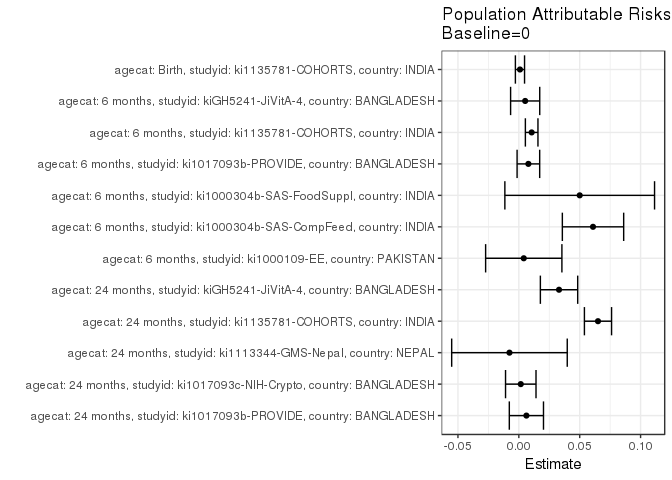 Population Attributable Risks
Baseline=0
agecat: Birth, studyid: ki1135781-COHORTS, country: INDIA
agecat: 6 months, studyid: kiGH5241-JiVitA-4, country: BANGLADESH
agecat: 6 months, studyid: ki1135781-COHORTS, country: INDIA
agecat: 6 months, studyid: ki1017093b-PROVIDE, country: BANGLADESH
agecat: 6 months, studyid: ki1000304b-SAS-FoodSuppl, country: INDIA
agecat: 6 months, studyid: ki1000304b-SAS-CompFeed, country: INDIA
agecat: 6 months, studyid: ki1000109-EE, country: PAKISTAN
agecat: 24 months, studyid: kiGH5241-JiVitA-4, country: BANGLADESH
agecat: 24 months, studyid: ki1135781-COHORTS, country: INDIA
agecat: 24 months, studyid: ki1113344-GMS-Nepal, country: NEPAL
agecat: 24 months, studyid: ki1017093c-NIH-Crypto, country: BANGLADESH
agecat: 24 months, studyid: ki1017093b-PROVIDE, country: BANGLADESH
-0.05 0.00 0.05 0.10
Estimate